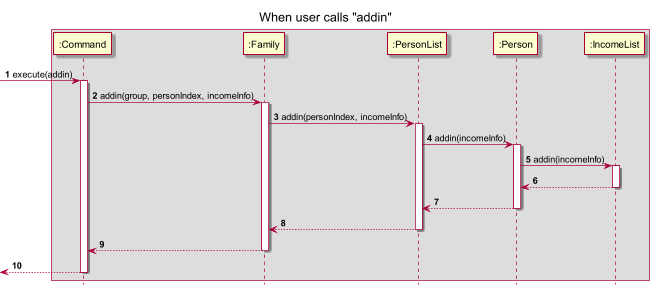 When user calls "addin"
:Command :Family :PersonList :Person :IncomeList
1 execute(addin)
2 addin(group, personIndex, incomeInfo)
3 addin(personIndex, incomeInfo)
4 addin(incomeInfo)
5 addin(incomeInfo)
6
7
8
9
10